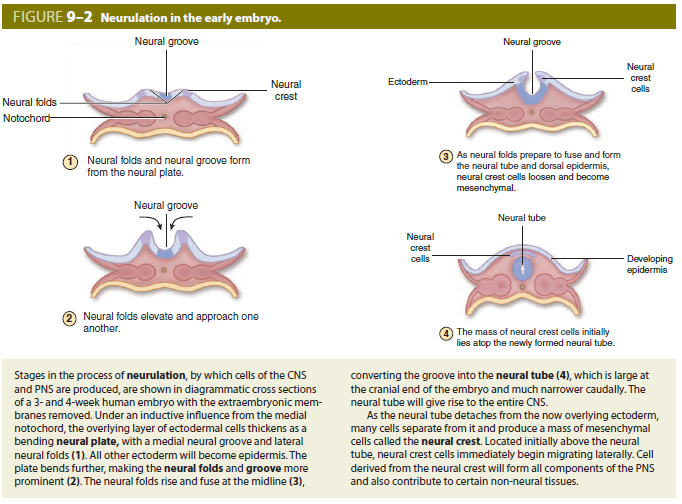 FIGURE 9–2 Neurulation in the early embryo.
Neural groove
Neural
crest
Neural folds
Notochord
1 Neural folds and neural groove form
from the neural plate.
Neural groove
2 Neural folds elevate and approach one
another.
Neural groove
Ectoderm
Neural
crest
cells
3 As neural folds prepare to fuse and form
the neural tube and dorsal epidermis,
neural crest cells loosen and become
mesenchymal.
Neural tube
Neural
crest
cells
Developing
epidermis
4 The mass of neural crest cells initially
lies atop the newly formed neural tube.
Stages in the process of neurulation, by which cells of the CNS
and PNS are produced, are shown in diagrammatic cross sections
of a 3- and 4-week human embryo with the extraembryonic mem-
branes removed. Under an inductive influence from the medial
notochord, the overlying layer of ectodermal cells thickens as a
bending neural plate, with a medial neural groove and lateral
neural folds (1). All other ectoderm will become epidermis. The
plate bends further, making the neural folds and groove more
prominent (2). The neural folds rise and fuse at the midline (3),
converting the groove into the neural tube (4), which is large at
the cranial end of the embryo and much narrower caudally. The
neural tube will give rise to the entire CNS.
As the neural tube detaches from the now overlying ectoderm,
many cells separate from it and produce a mass of mesenchymal
cells called the neural crest. Located initially above the neural
tube, neural crest cells immediately begin migrating laterally. Cell
derived from the neural crest will form all components of the PNS
and also contribute to certain non-neural tissues.